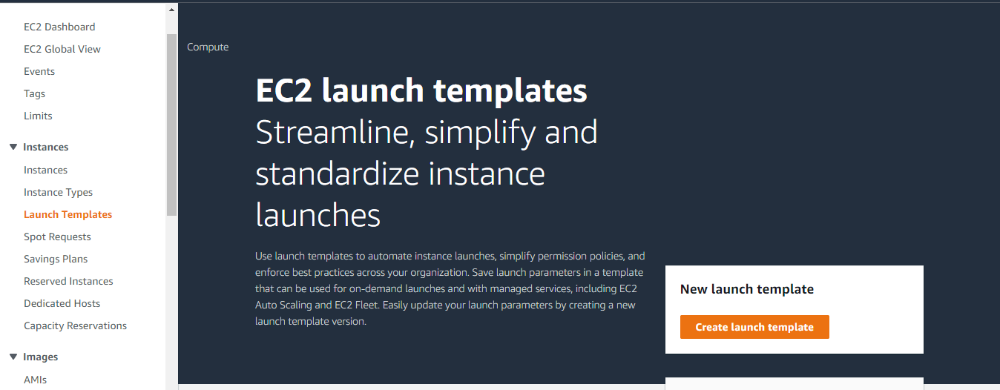 EC2 Dashboard
EC2 Global View
Events
Tags
Limits
Instances
Instances
Instance Types
Launch Templates
Spot Requests
Savings Plans
Reserved Instances
Dedicated Hosts
Capacity Reservations
Images
AMIs
Compute
EC2 launch templates
Streamline, simplify and
standardize instance
launches
Use launch templates to automate instance launches, simplify permission policies, and
enforce best practices across your organization. Save launch parameters in a template
that can be used for on-demand launches and with managed services, including EC2
Auto Scaling and EC2 Fleet. Easily update your launch parameters by creating a new
launch template version.
New launch template
Create launch template